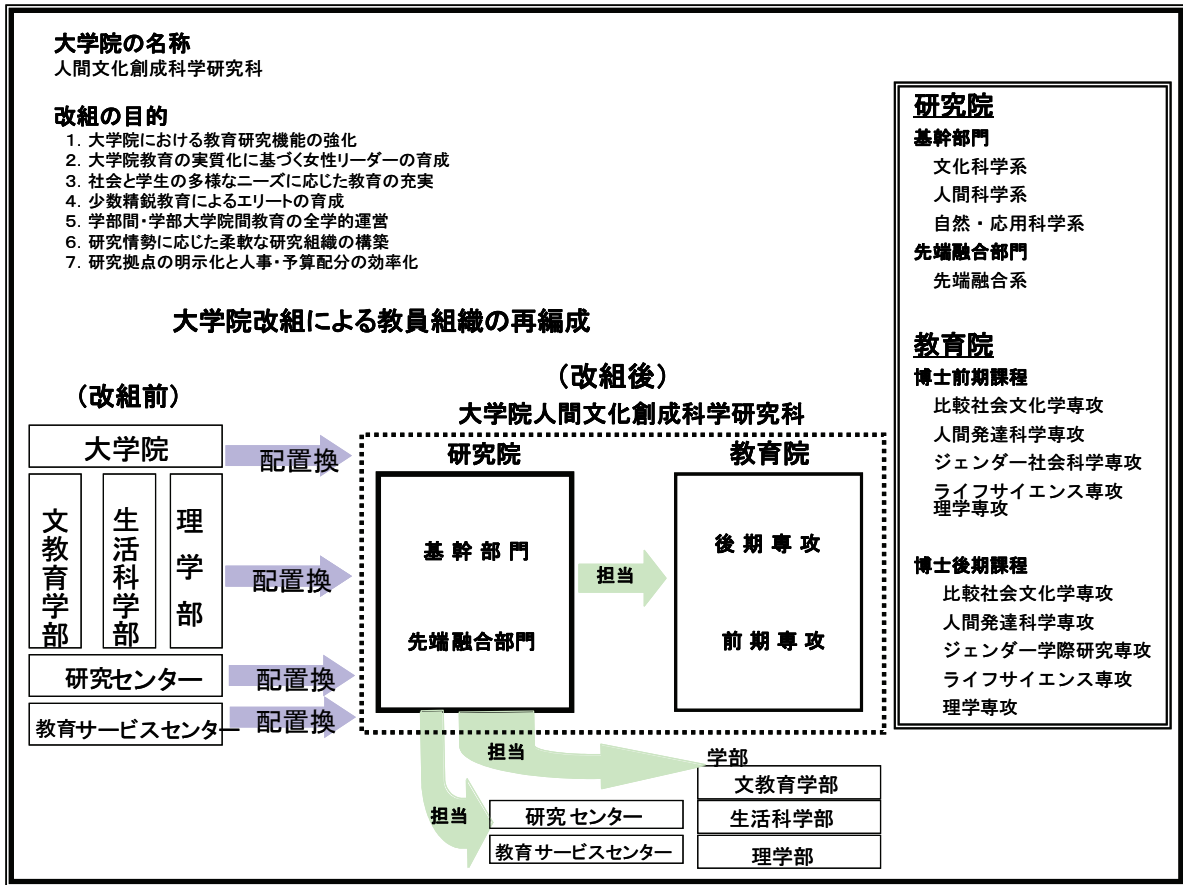 大学院の名称
人間文化創成科学研究科
改組の目的
1. 大学院における教育研究機能の強化
2. 大学院教育の実質化に基づく女性リーダーの育成
3. 社会と学生の多様なニーズに応じた教育の充実
4. 少数精鋭教育によるエリートの育成
5. 学部間・学部大学院間教育の全学的運営
6. 研究情勢に応じた柔軟な研究組織の構築
7. 研究拠点の明示化と人事・予算配分の効率化
大学院改組による教員組織の再編成
(改組前)
大学院
文教育学部
生活科学部
理学部
研究センター
教育サービスセンター
配置換
配置換
配置換
配置換
(改組後)
大学院人間文化創成科学研究科
研究院
基幹部門
先端融合部門
担当
教育院
後期専攻
前期専攻
担当
担当
研究センター
教育サービスセンター
学部
文教育学部
生活科学部
理学部
研究院
基幹部門
文化科学系
人間科学系
自然・応用科学系
先端融合部門
先端融合系
教育院
博士前期課程
比較社会文化学専攻
人間発達科学専攻
ジェンダー社会科学専攻
ライフサイエンス専攻
理学専攻
博士後期課程
比較社会文化学専攻
人間発達科学専攻
ジェンダー学際研究専攻
ライフサイエンス専攻
理学専攻